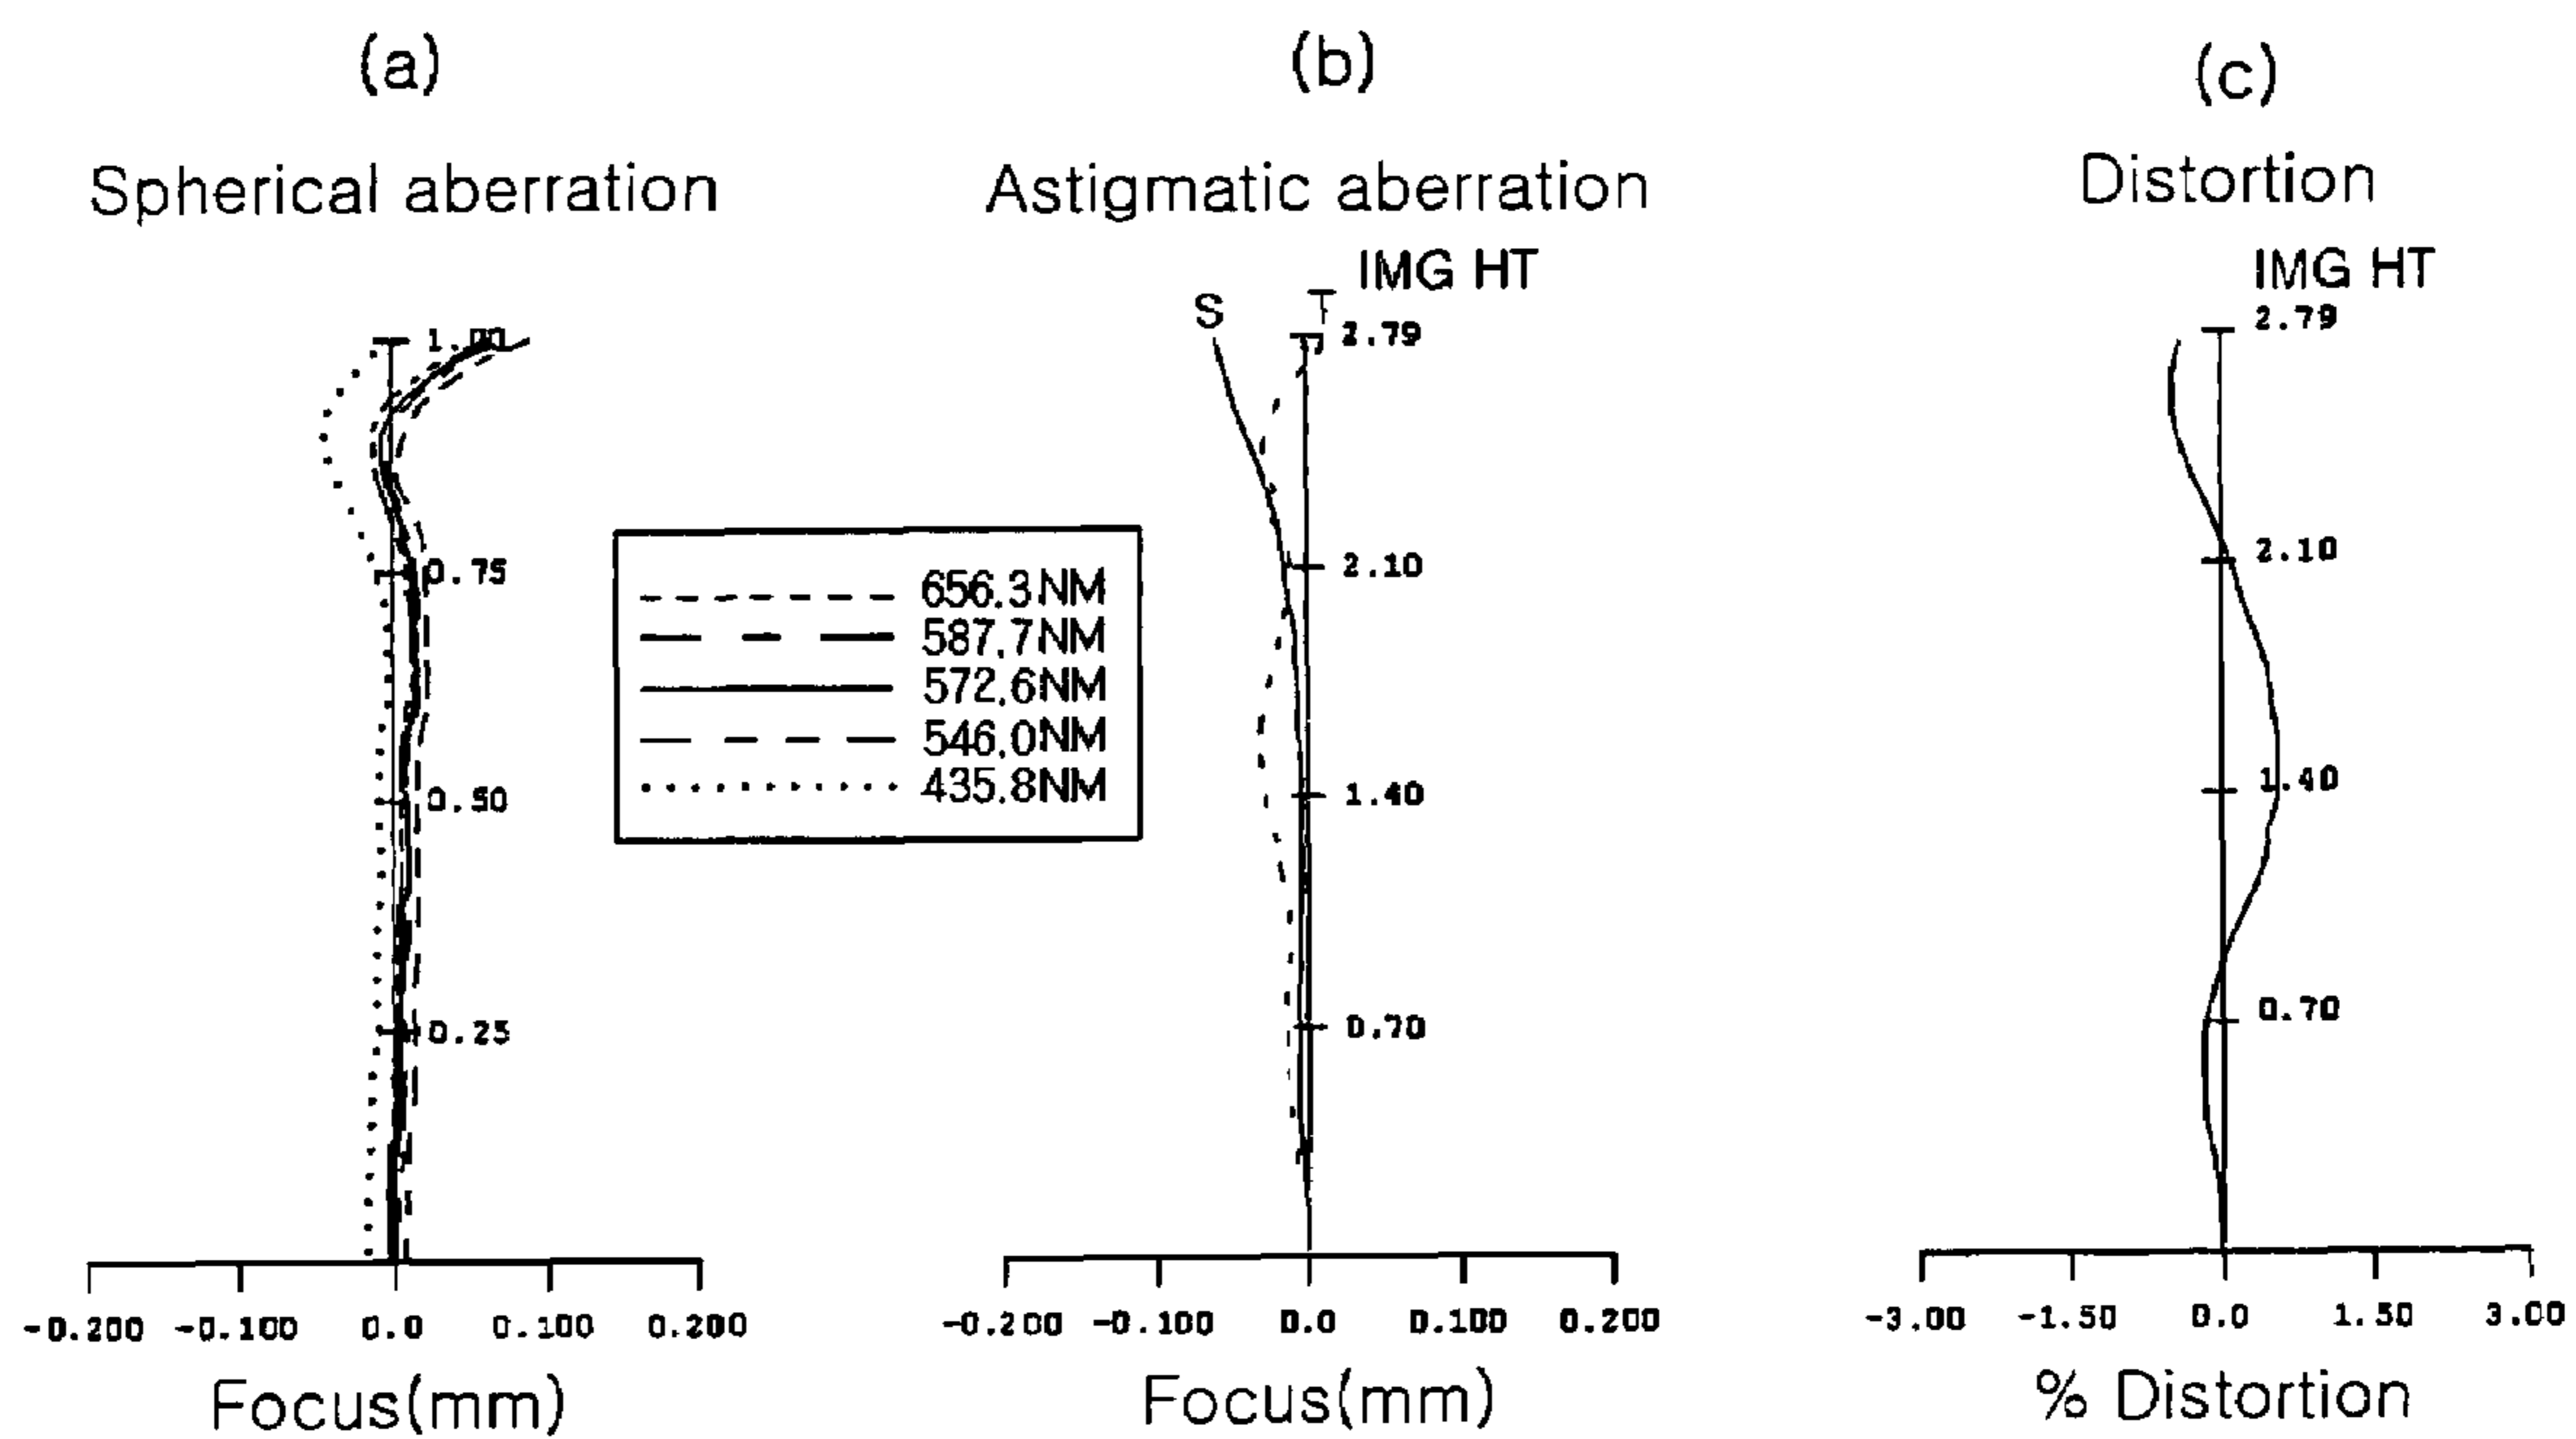 (a)
Spherical aberration
1.00
0.75
0.50
0.25
-0.200 -0.100 0.0 0.100 0.200
Focus(mm)
656.3NM
587.7NM
572.6NM
546.0NM
435.8NM
(b)
Astigmatic aberration
IMG HT
S T
2.79
2.10
1.40
0.70
-0.200 -0.100 0.0 0.100 0.200
Focus(mm)
(c)
Distortion
IMG HT
2.79
2.10
1.40
0.70
-3.00 -1.50 0.0 1.50 3.00
% Distortion